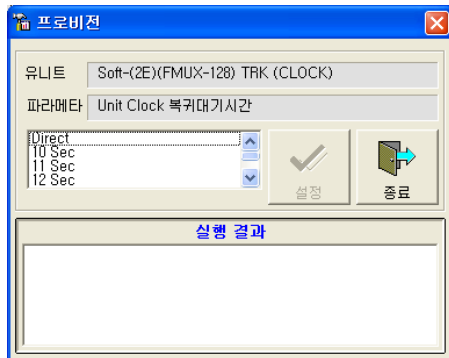 프로비전
유니트 Soft-(2E)(FMUX-128) TRK (CLOCK)
파라메타 Unit Clock 복귀대기시간
Direct
10 Sec
11 Sec
12 Sec
설정
종료
실행 결과